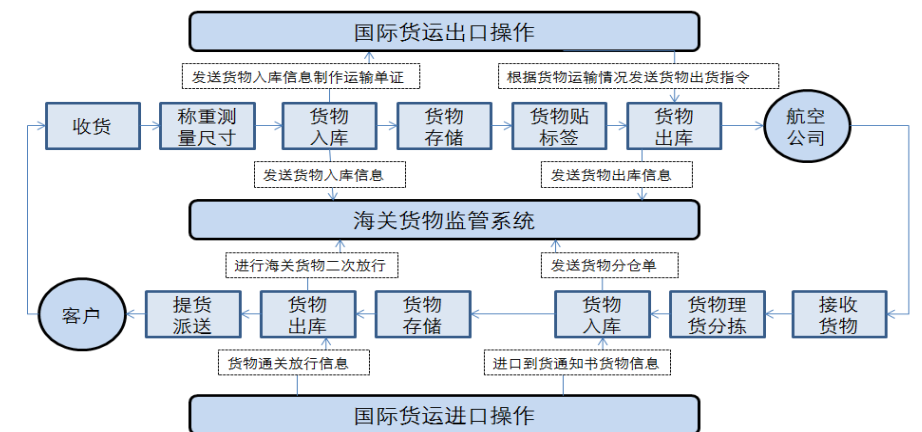 国际货运出口操作
发送货物入库信息制作运输单证
根据货物运输情况发送货物出货指令
收货
称重测
量尺寸
货物
入库
货物
存储
货物贴
标签
货物
出库
航空
公司
发送货物入库信息
发送货物出库信息
海关货物监管系统
进行海关货物二次放行
发送货物分仓单
客户
提货
派送
货物
出库
货物
存储
货物
入库
货物理
货分拣
接收
货物
货物通关放行信息
进口到货通知书货物信息
国际货运进口操作